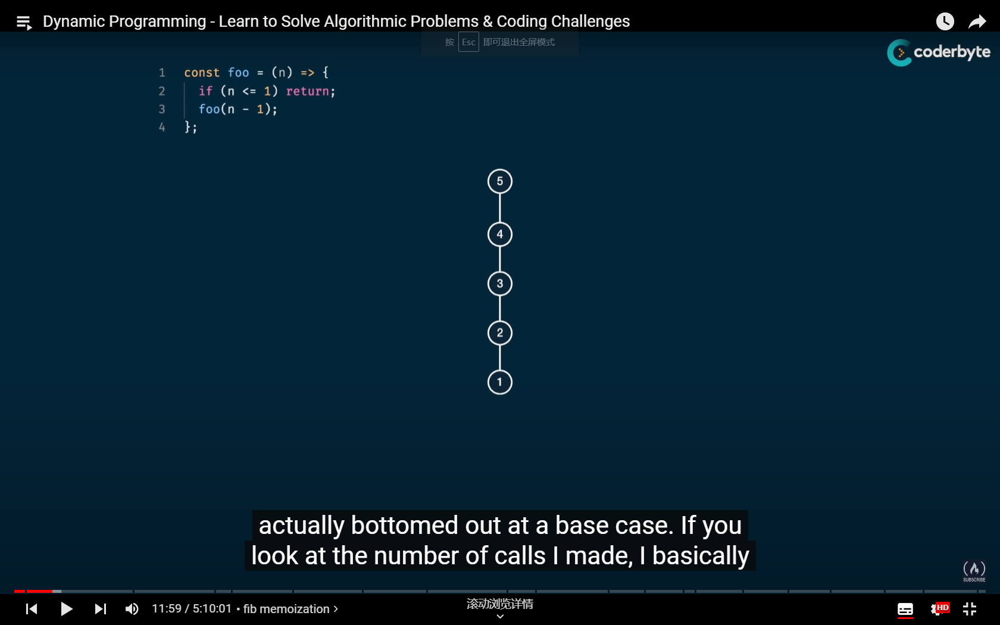 Dynamic Programming - Learn to Solve Algorithmic Problems & Coding Challenges
按 Esc 即可退出全屏模式
coderbyte
1 const foo = (n) => {
2 if (n <= 1) return;
3 foo(n - 1);
4 };
5
4
3
2
1
actually bottomed out at a base case. If you
look at the number of calls I made, I basically
SUBSCRIBE
滚动浏览详情
11:59 / 5:10:01 • fib memoization >
HD